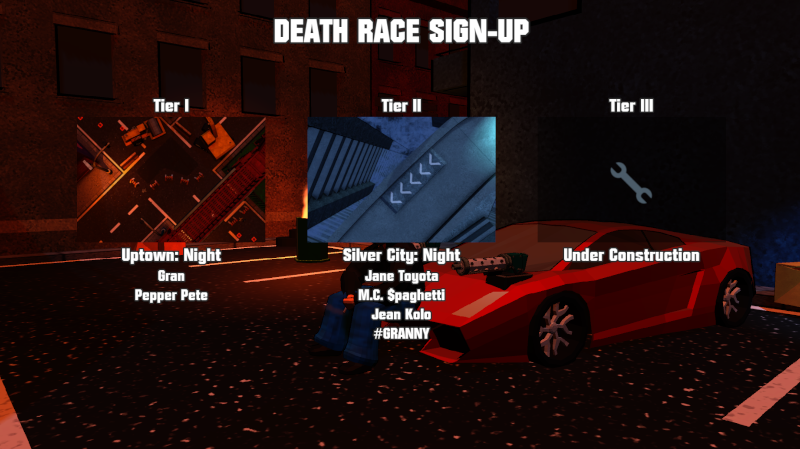 DEATH RACE SIGN-UP
Tier I
Tier II
Tier III
Uptown: Night
Silver City: Night
Under Construction
Gran
Jane Toyota
Pepper Pete
M.C. $paghetti
Jean Kolo
#GRANNY